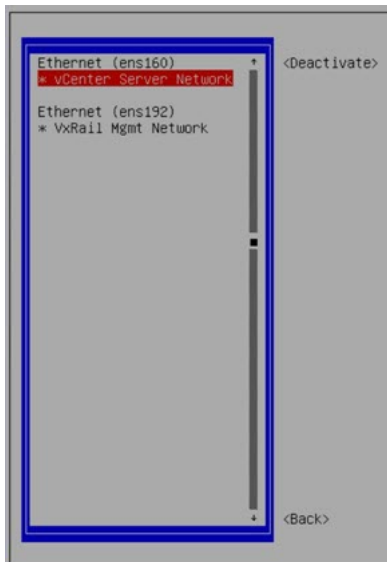 Ethernet (ens160)
* vCenter Server Network
Ethernet (ens192)
* VxRail Mgmt Network
<Deactivate>
<Back>